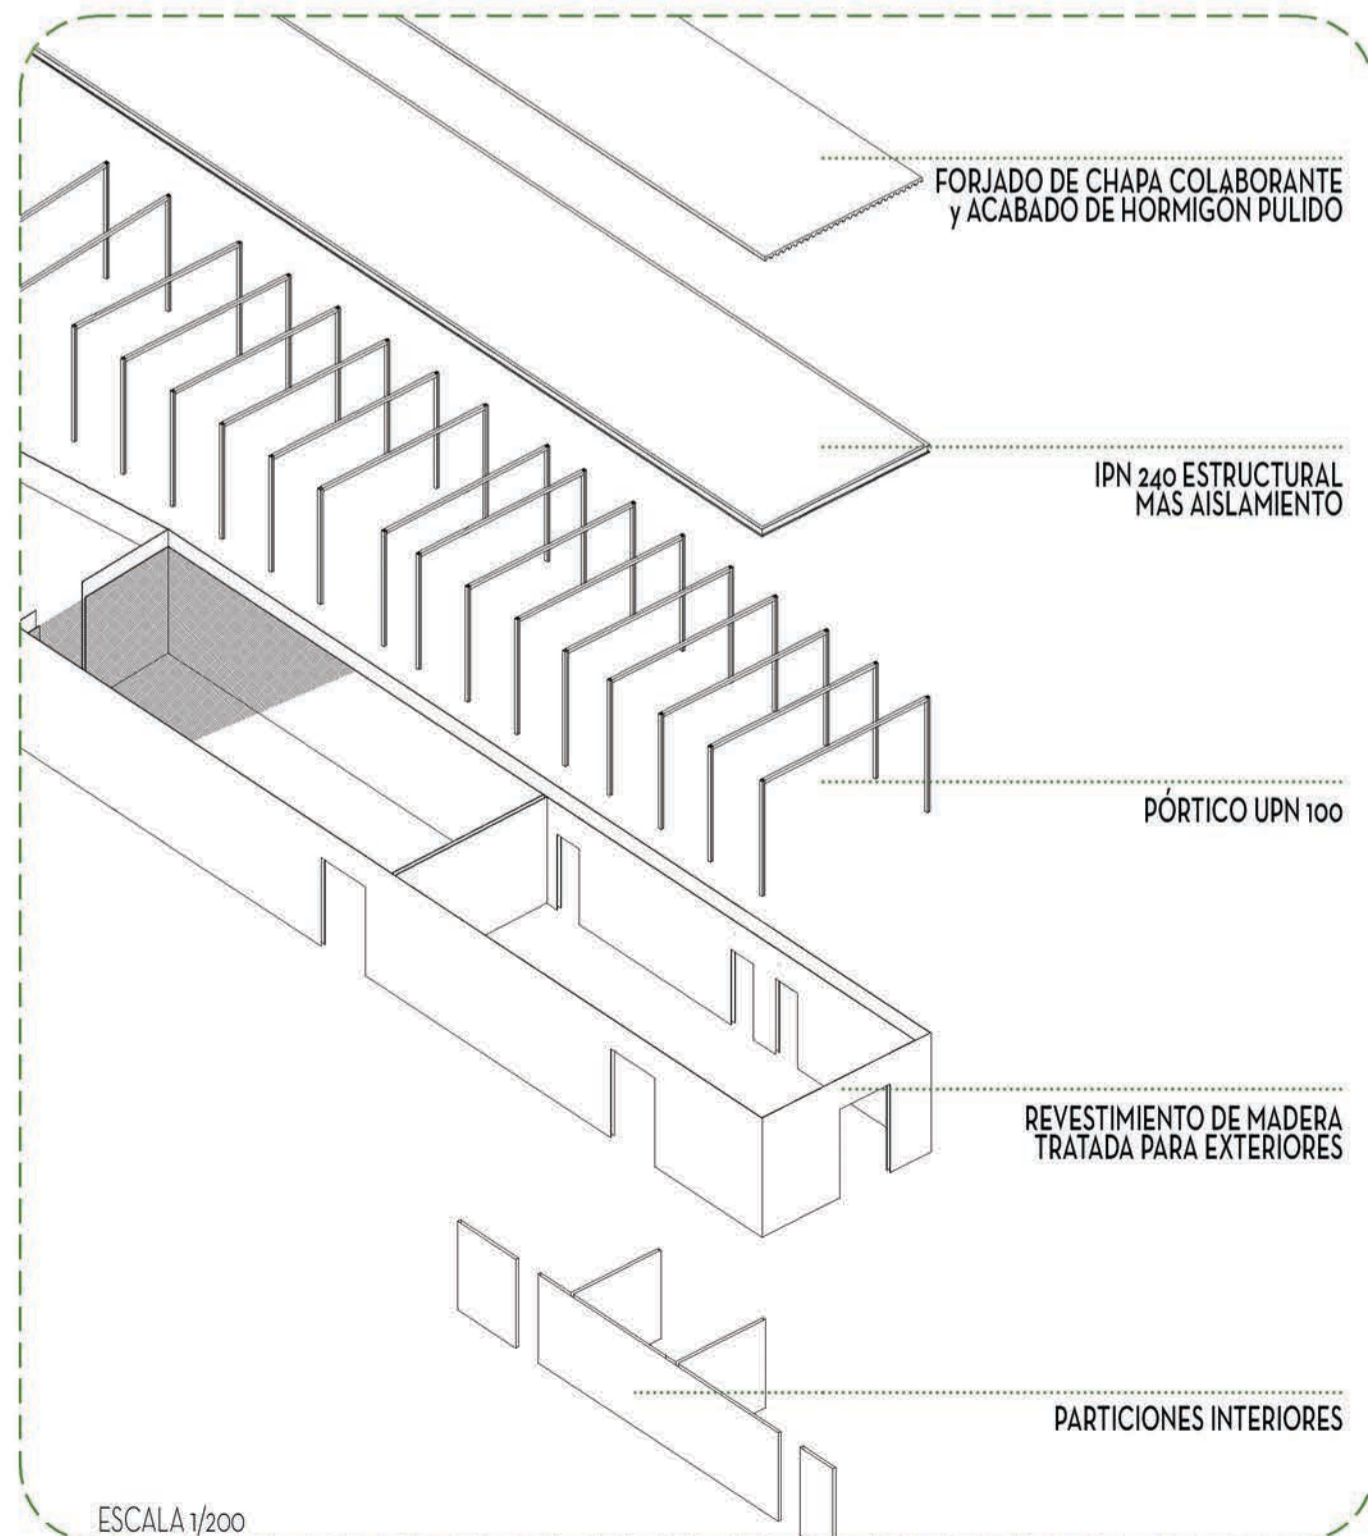 FORJADO DE CHAPA COLABORANTE
y ACABADO DE HORMIGÓN PULIDO
IPN 240 ESTRUCTURAL
MAS AISLAMIENTO
PÓRTICO UPN 100
REVESTIMIENTO DE MADERA
TRATADA PARA EXTERIORES
PARTICIONES INTERIORES
ESCALA 1/200